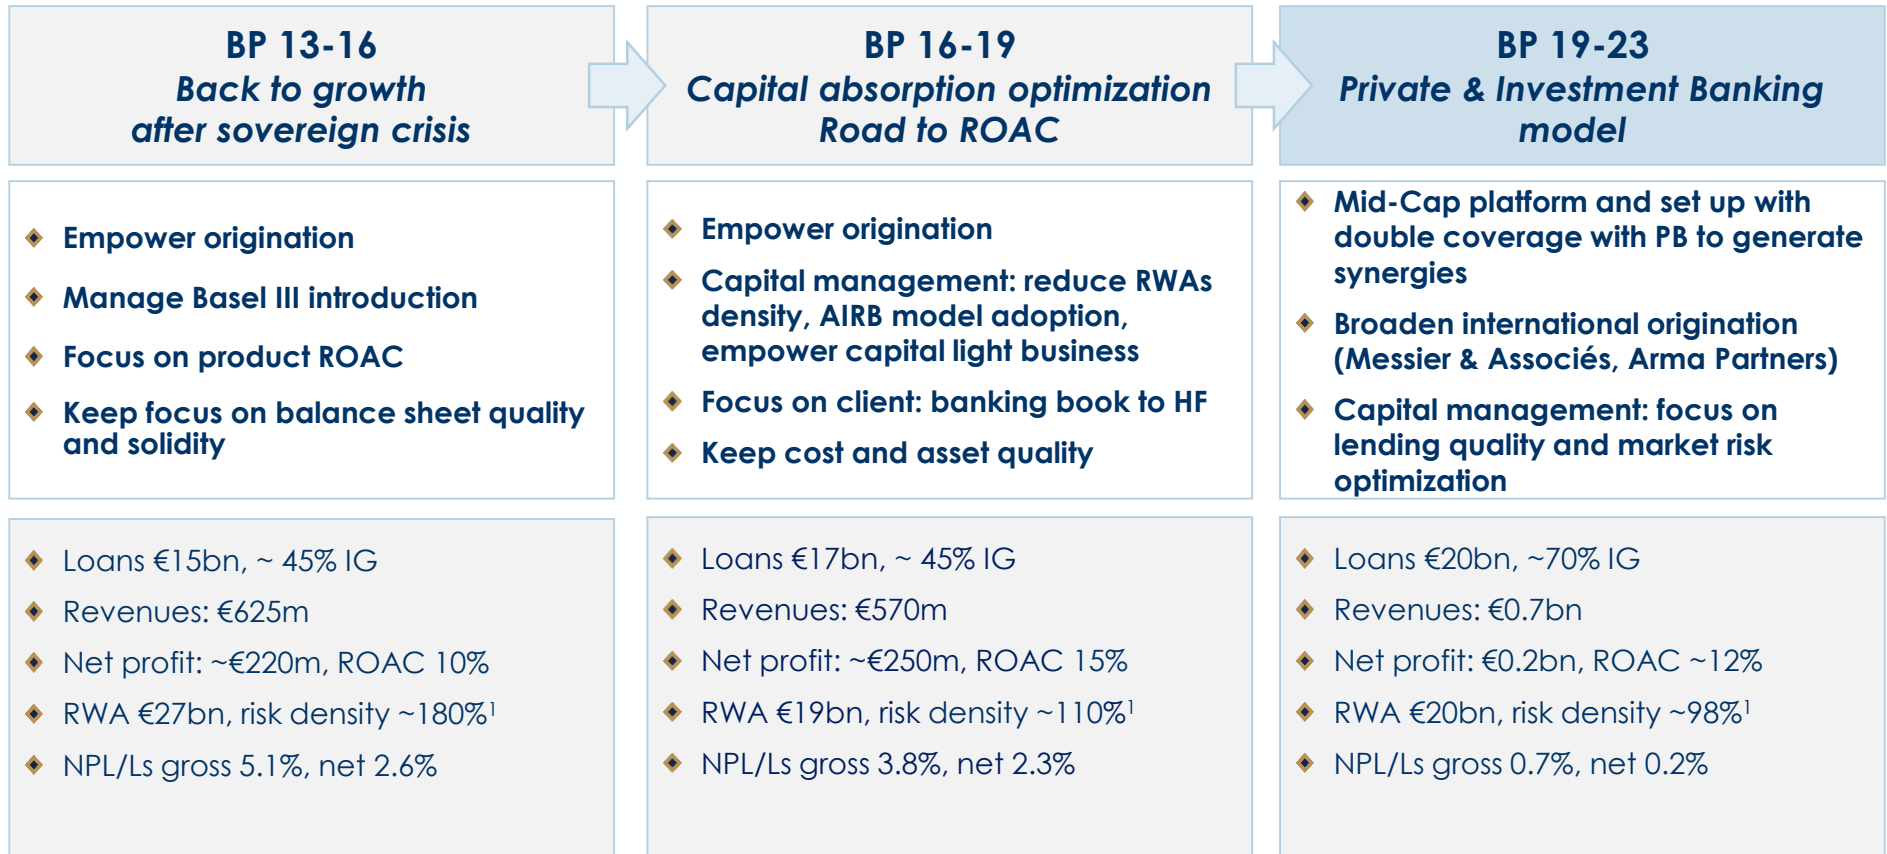 BP 13-16
Back to growth
after sovereign crisis
BP 16-19
Capital absorption optimization
Road to ROAC
BP 19-23
Private & Investment Banking
model
Empower origination
Manage Basel III introduction
Focus on product ROAC
Keep focus on balance sheet quality
and solidity
Empower origination
Capital management: reduce RWAs
density, AIRB model adoption,
empower capital light business
Focus on client: banking book to HF
Keep cost and asset quality
Mid-Cap platform and set up with
double coverage with PB to generate
synergies
Broaden international origination
(Messier & Associés, Arma Partners)
Capital management: focus on
lending quality and market risk
optimization
Loans €15bn, ~ 45% IG
Revenues: €625m
Net profit: ~€220m, ROAC 10%
RWA €27bn, risk density ~180%¹
NPL/Ls gross 5.1%, net 2.6%
Loans €17bn, ~ 45% IG
Revenues: €570m
Net profit: ~€250m, ROAC 15%
RWA €19bn, risk density ~110%¹
NPL/Ls gross 3.8%, net 2.3%
Loans €20bn, ~70% IG
Revenues: €0.7bn
Net profit: €0.2bn, ROAC ~12%
RWA €20bn, risk density ~98%¹
NPL/Ls gross 0.7%, net 0.2%